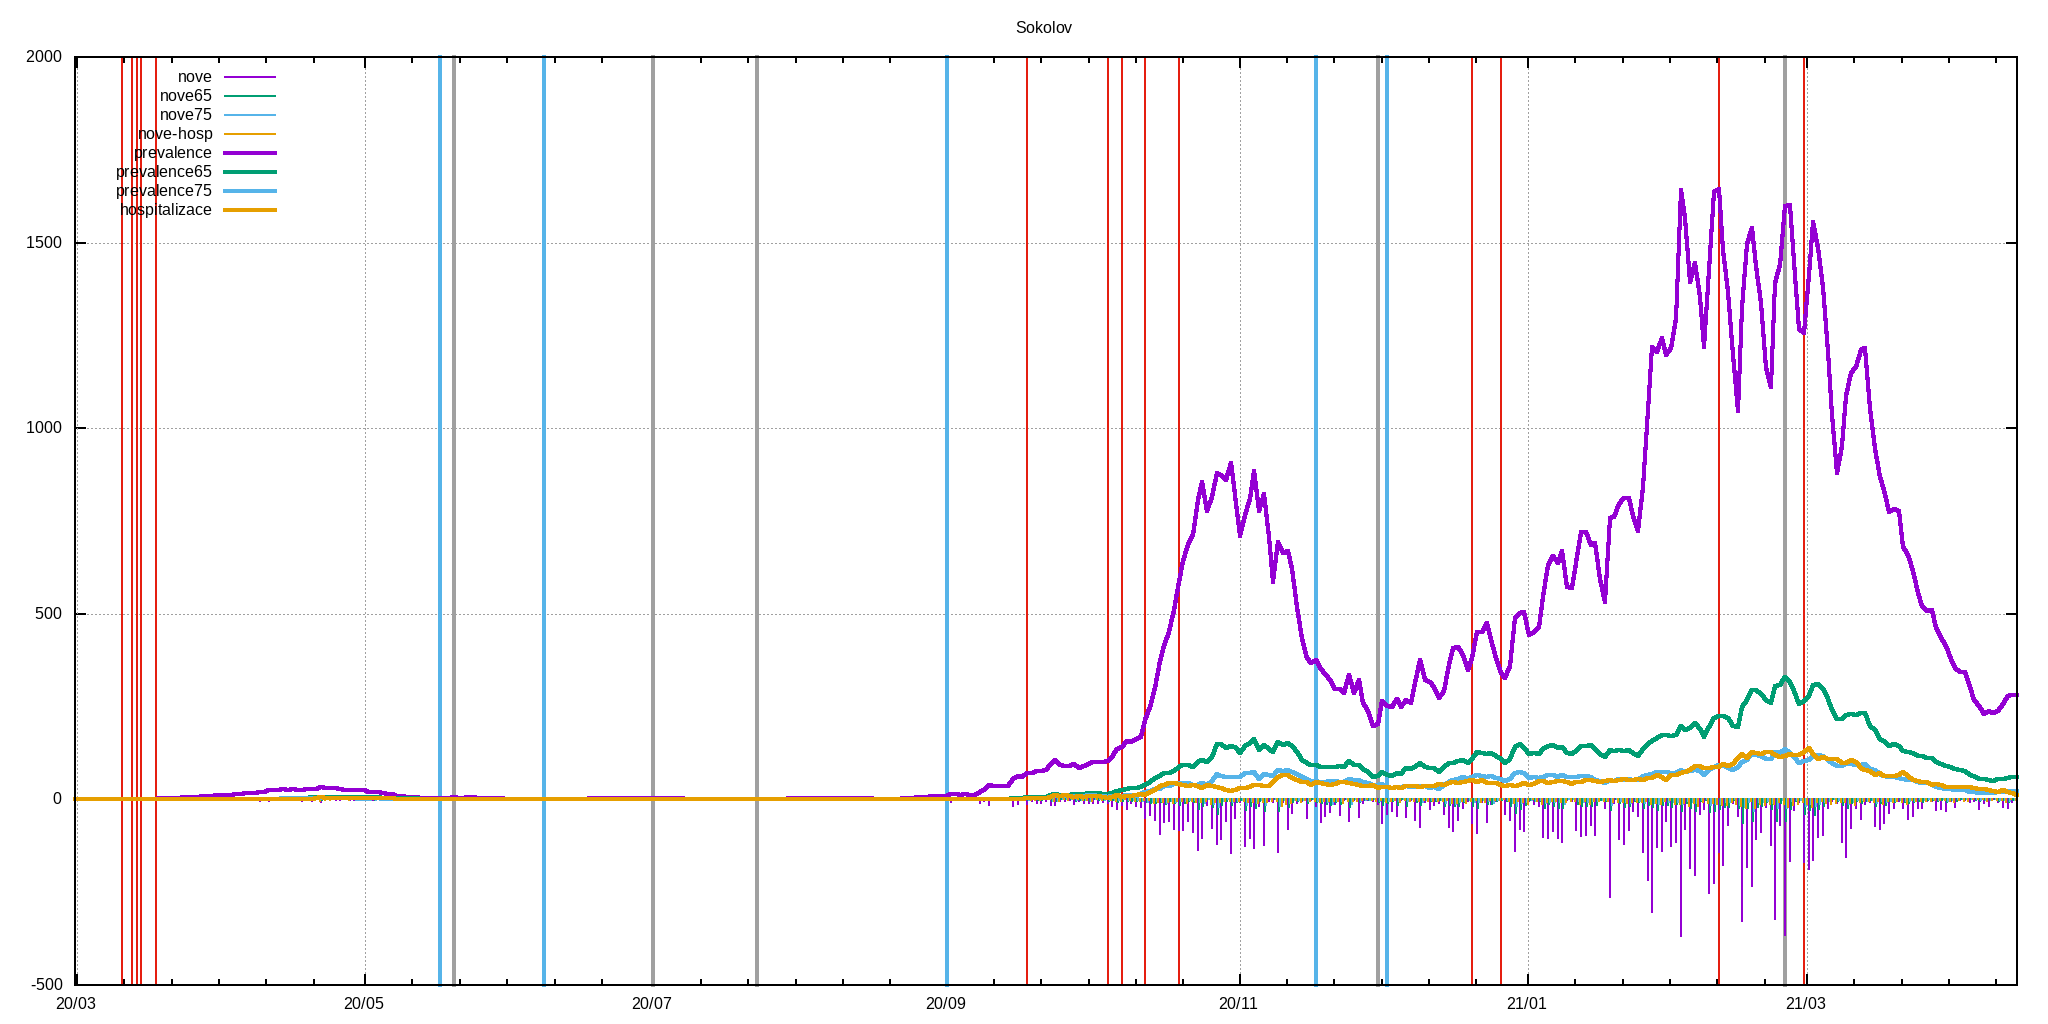 Sokolov
2000
nove
nove65
nove75
nove-hosp
prevalence
prevalence65
prevalence75
hospitalizace
1500
1000
500
0
-500
20/03
20/05
20/07
20/09
20/11
21/01
21/03